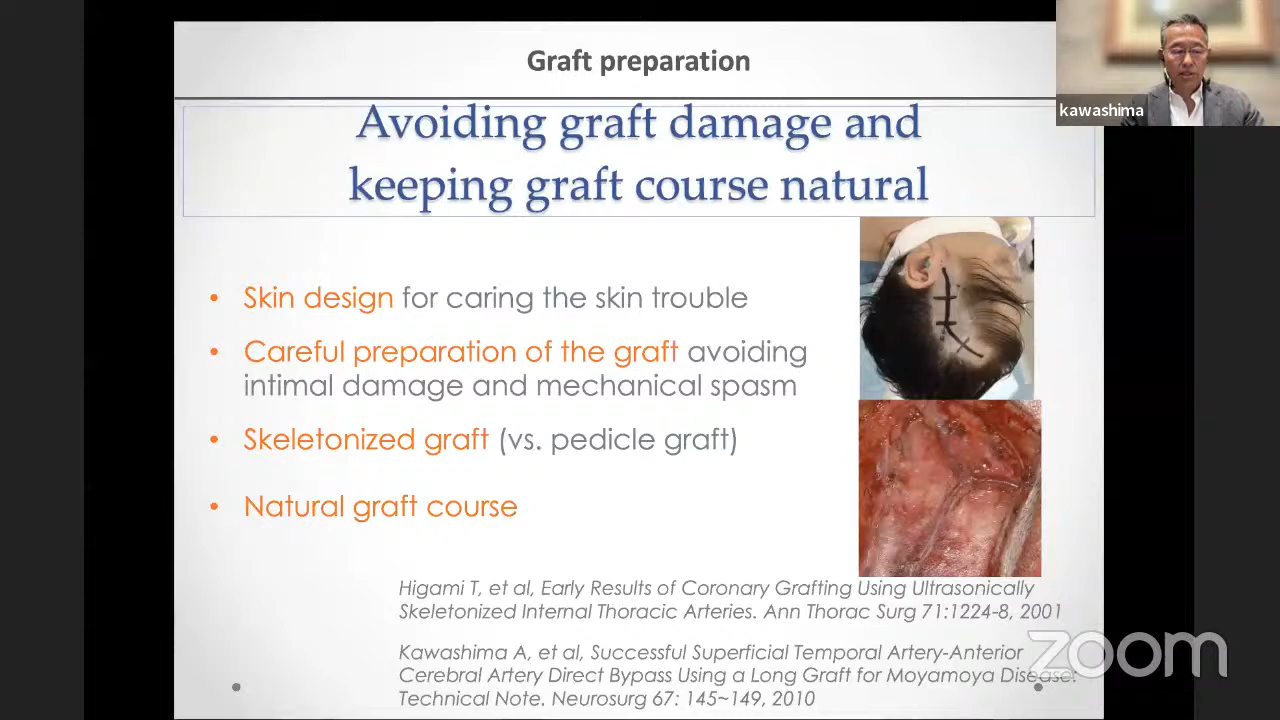 Graft preparation
kawashima
Avoiding graft damage and
keeping graft course natural
• Skin design for caring the skin trouble
• Careful preparation of the graft avoiding
intimal damage and mechanical spasm
• Skeletonized graft (vs. pedicle graft)
• Natural graft course
Higami T, et al, Early Results of Coronary Grafting Using Ultrasonically
Skeletonized Internal Thoracic Arteries. Ann Thorac Surg 71:1224-8, 2001
Kawashima A, et al, Successful Superficial Temporal Artery-Anterior
Cerebral Artery Direct Bypass Using a Long Graft for Moyamoya Disease:
Technical Note. Neurosurg 67: 145~149, 2010
zoom